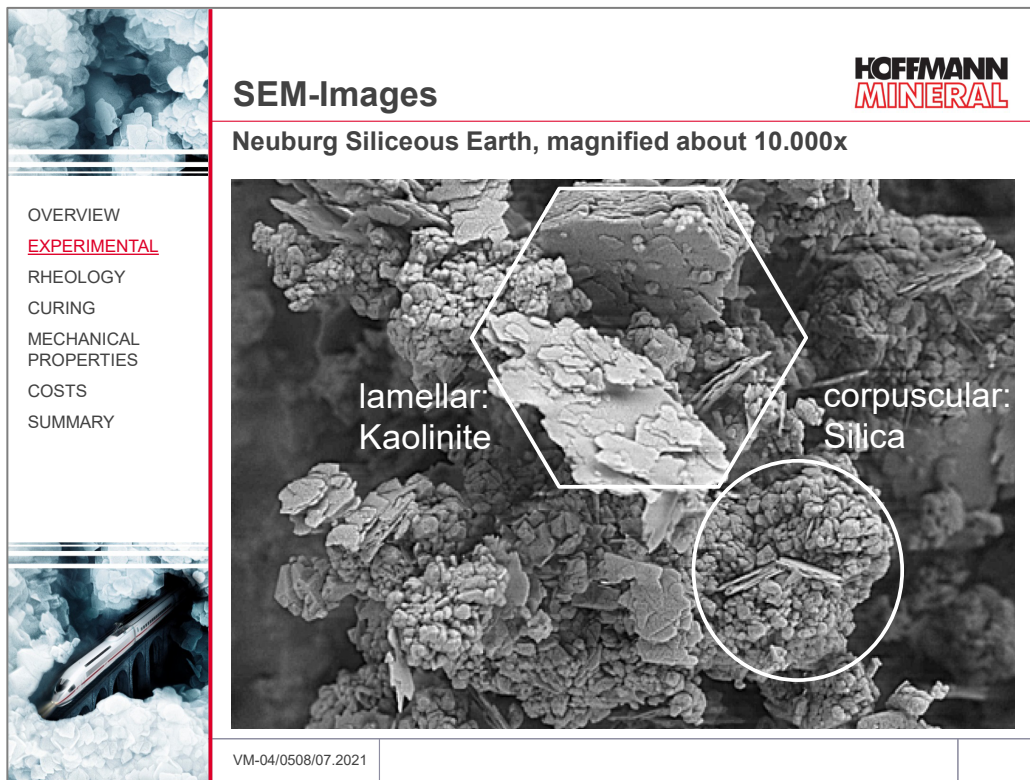 SEM-Images
HOFFMANN
MINERAL
Neuburg Siliceous Earth, magnified about 10.000x
OVERVIEW
EXPERIMENTAL
RHEOLOGY
CURING
MECHANICAL
PROPERTIES
COSTS
SUMMARY
lamellar:
Kaolinite
corpuscular:
Silica
VM-04/0508/07.2021